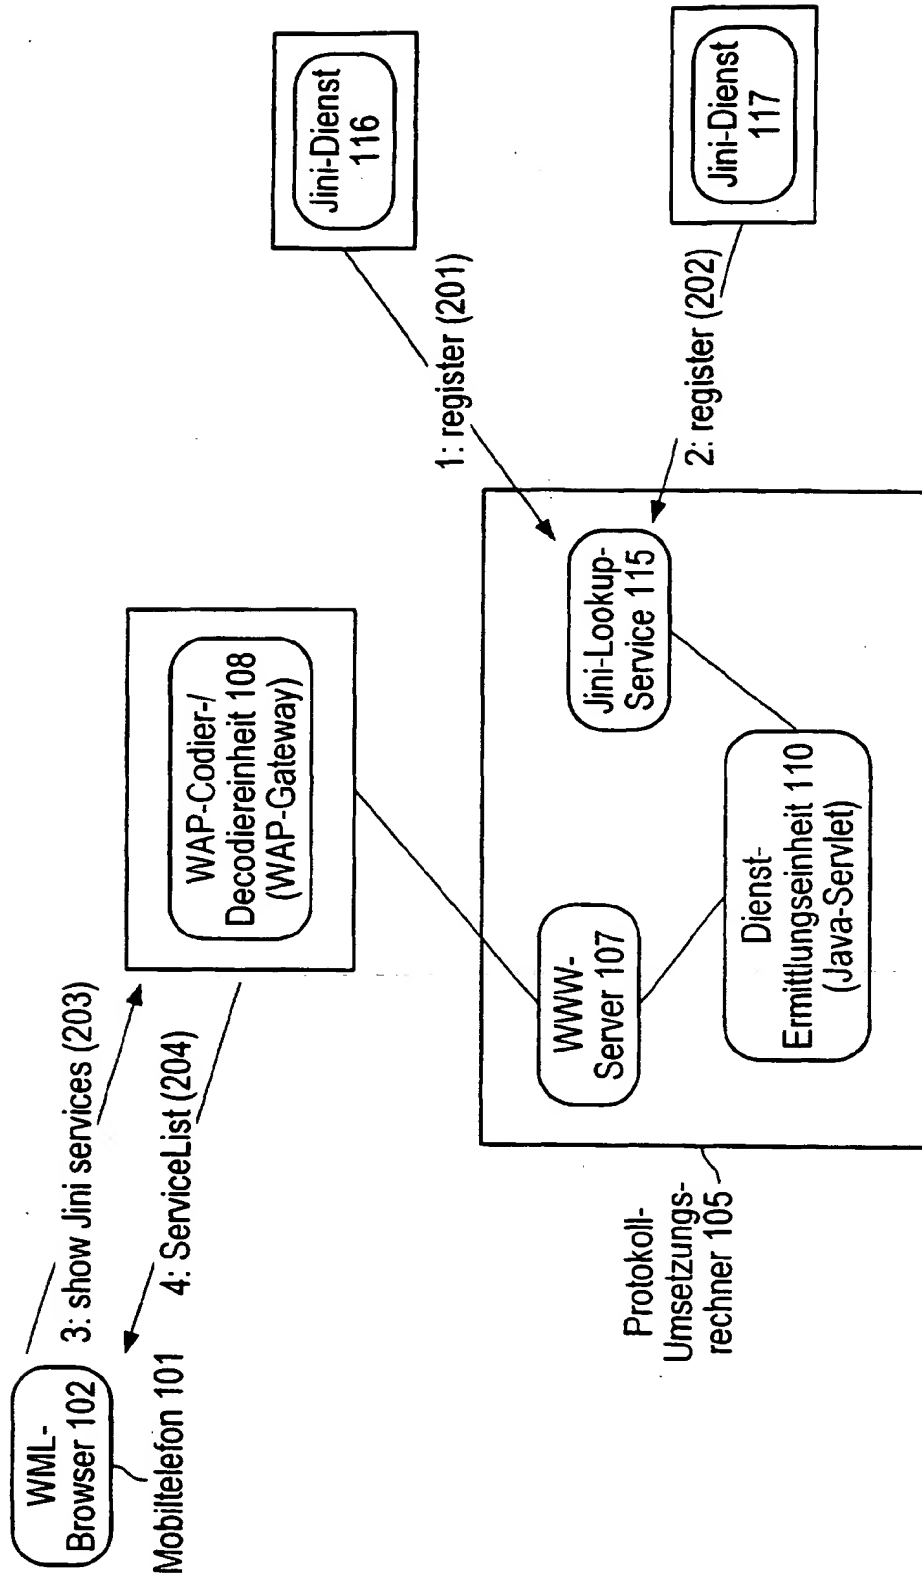 WML-
Browser 102
Mobiltelefon 101
3: show Jini services (203)
4: ServiceList (204)
WAP-Codier-/
Decodiereinheit 108
(WAP-Gateway)
Jini-Dienst
116
1: register (201)
2: register (202)
Jini-Dienst
117
Protokoll-
Umsetzungs-
rechner 105
WWW-
Server 107
Jini-Lookup-
Service 115
Dienst-
Ermittlungseinheit 110
(Java-Servlet)